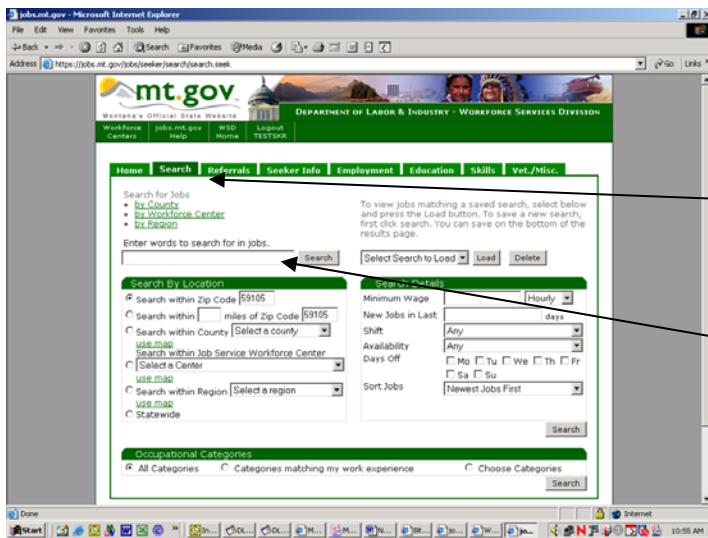 jobs.mt.gov - Microsoft Internet Explorer
File Edit View Favorites Tools Help
Back Search Favorites Media
Address https://jobs.mt.gov/jobs/seeker/search/search.seek Go Links
mt.gov
Montana's Official State Website
DEPARTMENT OF LABOR & INDUSTRY - WORKFORCE SERVICES DIVISION
Workforce Centers jobs.mt.gov Help WSD Home Logout TESTSKR
Home Search Referrals Seeker Info Employment Education Skills Vet./Misc.
Search for Jobs
• by County
• by Workforce Center
• by Region
To view jobs matching a saved search, select below
and press the Load button. To save a new search,
first click search. You can save on the bottom of the
results page.
Enter words to search for in jobs.
Search Select Search to Load Load Delete
Search By Location
Search within Zip Code 59105
Search within miles of Zip Code 59105
Search within County Select a county
use map
Search within Job Service Workforce Center
Select a Center
use map
Search within Region Select a region
use map
Statewide
Search Details
Minimum Wage Hourly
New Jobs in Last days
Shift Any
Availability Any
Days Off Mo Tu We Th Fr
Sa Su
Sort Jobs Newest Jobs First
Search
Occupational Categories
All Categories Categories matching my work experience Choose Categories
Search
Done Internet
Start 10:55 AM